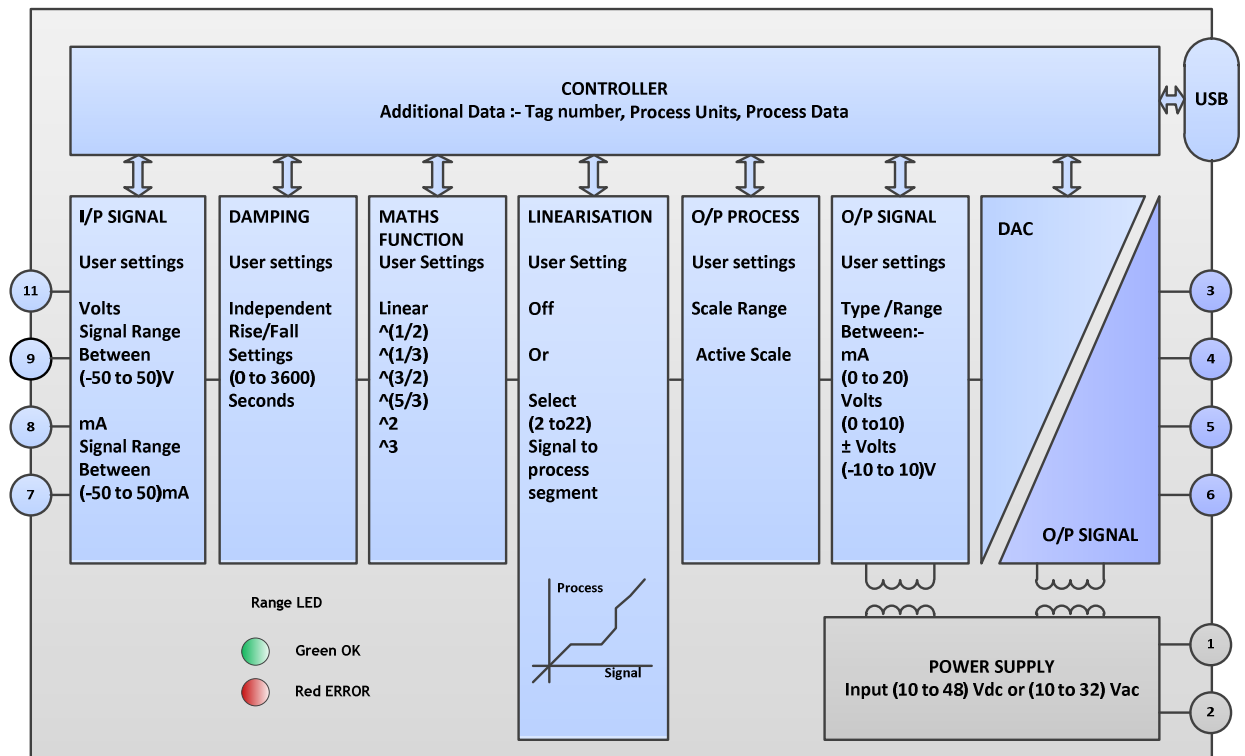 CONTROLLER
Additional Data :- Tag number, Process Units, Process Data
USB
I/P SIGNAL
User settings
Volts
Signal Range
Between
(-50 to 50)V
mA
Signal Range
Between
(-50 to 50)mA
11
9
8
7
DAMPING
User settings
Independent
Rise/Fall
Settings
(0 to 3600)
Seconds
MATHS
FUNCTION
User Settings
Linear
^(1/2)
^(1/3)
^(3/2)
^(5/3)
^2
^3
LINEARISATION
User Setting
Off
Or
Select
(2 to22)
Signal to
process
segment
Process
Signal
O/P PROCESS
User settings
Scale Range
Active Scale
O/P SIGNAL
User settings
Type /Range
Between:-
mA
(0 to 20)
Volts
(0 to10)
± Volts
(-10 to 10)V
DAC
O/P SIGNAL
3
4
5
6
Range LED
Green OK
Red ERROR
POWER SUPPLY
Input (10 to 48) Vdc or (10 to 32) Vac
1
2